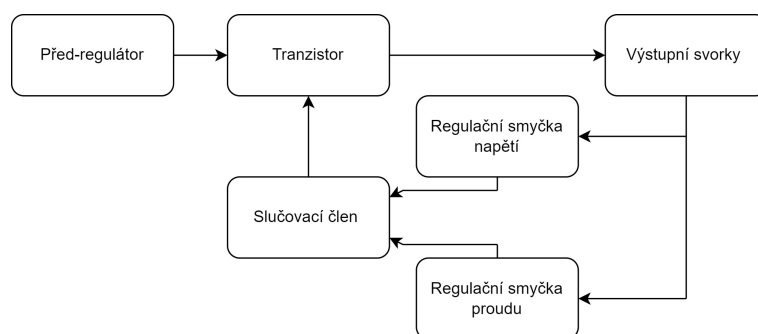 Před-regulátor
Tranzistor
Výstupní svorky
Regulační smyčka
napětí
Slučovací člen
Regulační smyčka
proudu